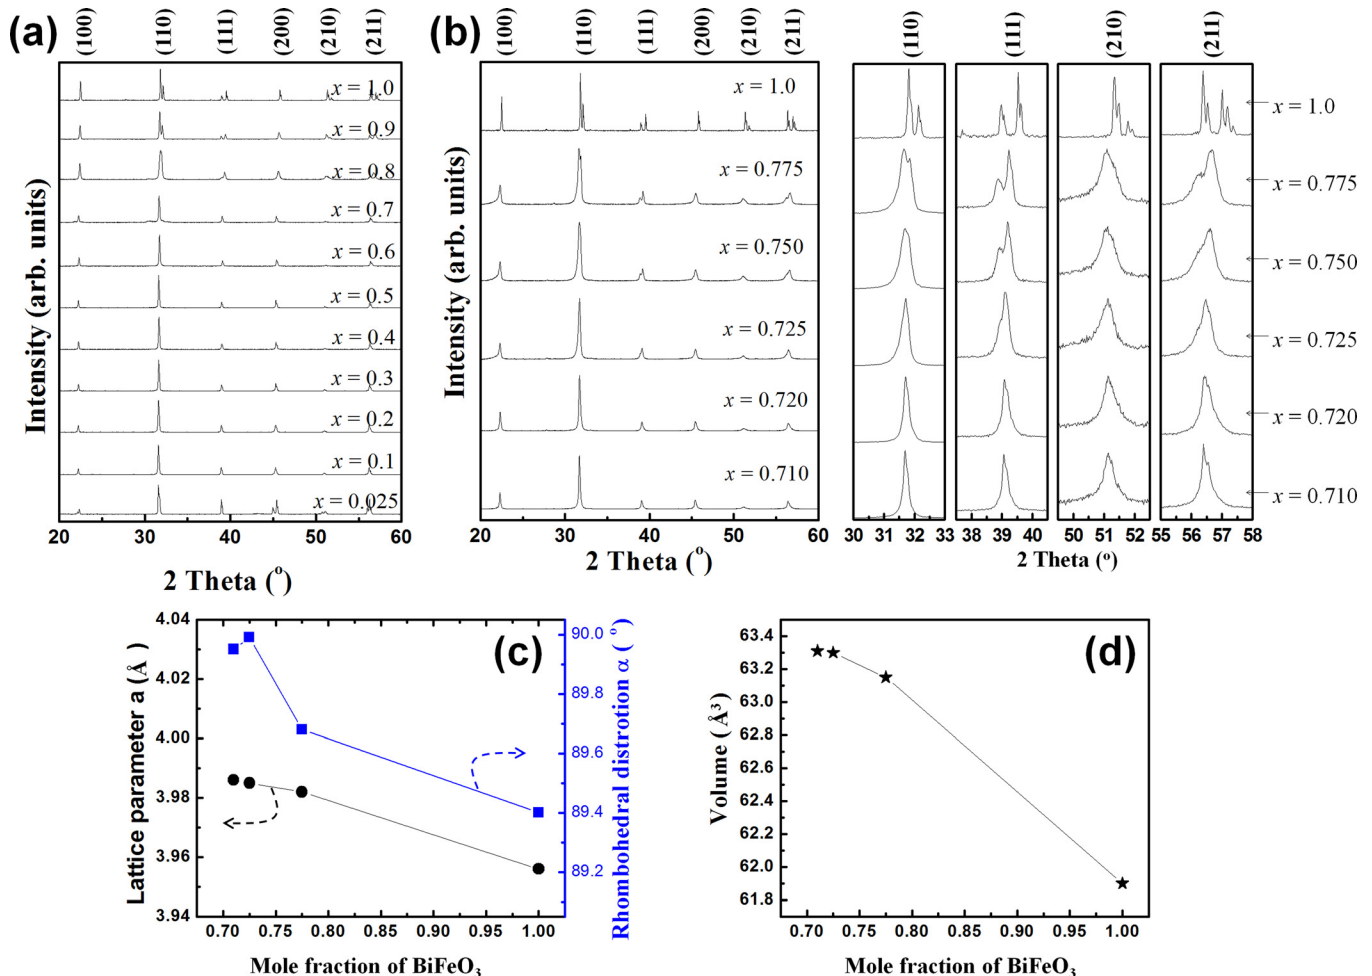 (a)
(100)
(110)
(111)
(200)
(210)
(211)
Intensity (arb. units)
x = 1.0
x = 0.9
x = 0.8
x = 0.7
x = 0.6
x = 0.5
x = 0.4
x = 0.3
x = 0.2
x = 0.1
x = 0.025
20 30 40 50 60
2 Theta (°)
(b)
(100)
(110)
(111)
(200)
(210)
(211)
Intensity (arb. units)
x = 1.0
x = 0.775
x = 0.750
x = 0.725
x = 0.720
x = 0.710
20 30 40 50 60
2 Theta (°)
(110)
(111)
(210)
(211)
x = 1.0
x = 0.775
x = 0.750
x = 0.725
x = 0.720
x = 0.710
30 31 32 33
38 39 40
50 51 52
55 56 57 58
2 Theta (°)
(c)
Lattice parameter a (Å)
4.04
4.02
4.00
3.98
3.96
3.94
90.0
89.8
89.6
89.4
89.2
Rhombohedral distrotion α (°)
0.70 0.75 0.80 0.85 0.90 0.95 1.00
Mole fraction of BiFeO₃
(d)
Volume (Å³)
63.4
63.2
63.0
62.8
62.6
62.4
62.2
62.0
61.8
0.70 0.75 0.80 0.85 0.90 0.95 1.00
Mole fraction of BiFeO₃